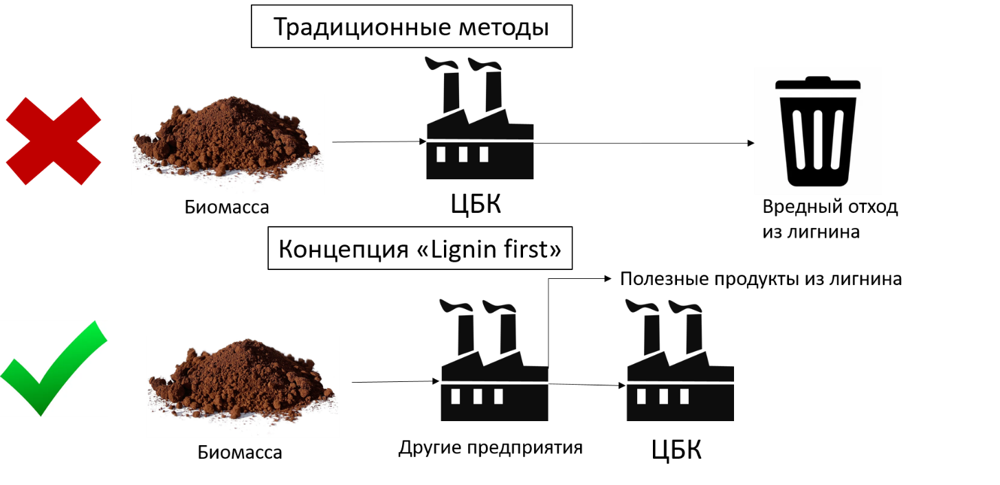 Традиционные методы
Биомасса
ЦБК
Вредный отход
из лигнина
Концепция «Lignin first»
Полезные продукты из лигнина
Биомасса
Другие предприятия
ЦБК